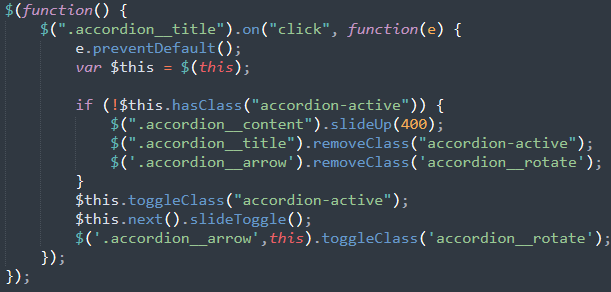 $(function() {
$(".accordion__title").on("click", function(e) {
e.preventDefault();
var $this = $(this);
if (!$this.hasClass("accordion-active")) {
$(".accordion__content").slideUp(400);
$(".accordion__title").removeClass("accordion-active");
$('.accordion__arrow').removeClass('accordion__rotate');
}
$this.toggleClass("accordion-active");
$this.next().slideToggle();
$('.accordion__arrow',this).toggleClass('accordion__rotate');
});
});